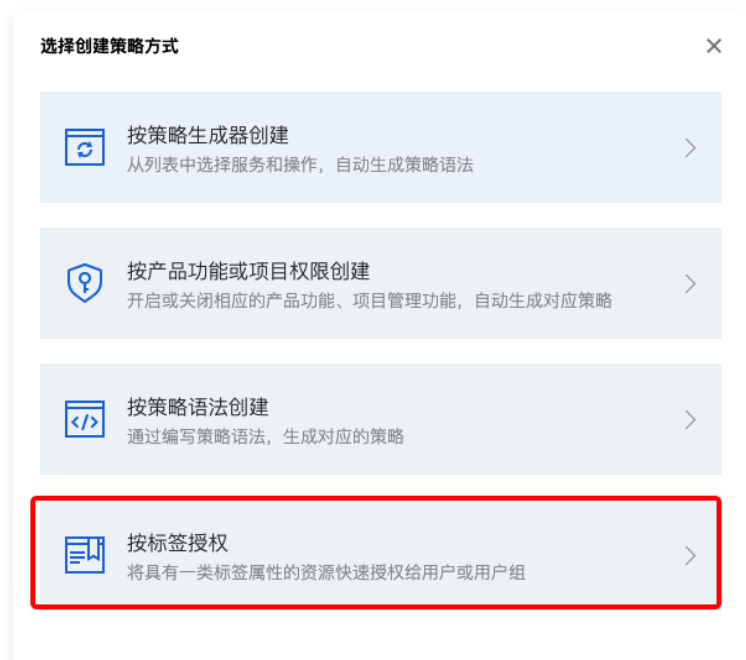 选择创建策略方式
按策略生成器创建
从列表中选择服务和操作，自动生成策略语法
按产品功能或项目权限创建
开启或关闭相应的产品功能、项目管理功能，自动生成对应策略
按策略语法创建
通过编写策略语法，生成对应的策略
按标签授权
将具有一类标签属性的资源快速授权给用户或用户组